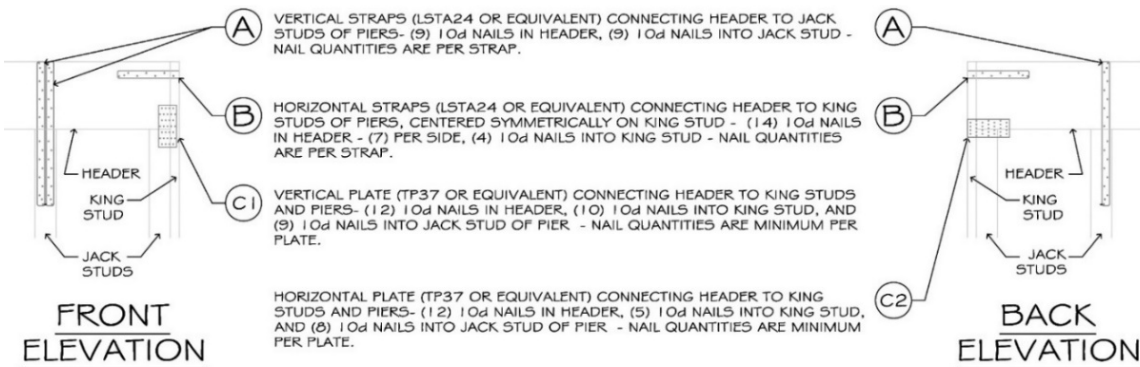 A
VERTICAL STRAPS (LSTA24 OR EQUIVALENT) CONNECTING HEADER TO JACK
STUDS OF PIERS- (9) 10d NAILS IN HEADER, (9) 10d NAILS INTO JACK STUD -
NAIL QUANTITIES ARE PER STRAP.
A
B
HORIZONTAL STRAPS (LSTA24 OR EQUIVALENT) CONNECTING HEADER TO KING
STUDS OF PIERS, CENTERED SYMMETRICALLY ON KING STUD - (14) 10d NAILS
IN HEADER - (7) PER SIDE, (4) 10d NAILS INTO KING STUD - NAIL QUANTITIES
ARE PER STRAP.
B
HEADER
KING
STUD
JACK
STUDS
C1
VERTICAL PLATE (TP37 OR EQUIVALENT) CONNECTING HEADER TO KING STUDS
AND PIERS- (12) 10d NAILS IN HEADER, (10) 10d NAILS INTO KING STUD, AND
(9) 10d NAILS INTO JACK STUD OF PIER - NAIL QUANTITIES ARE MINIMUM PER
PLATE.
HEADER
KING
STUD
JACK
STUDS
FRONT
ELEVATION
HORIZONTAL PLATE (TP37 OR EQUIVALENT) CONNECTING HEADER TO KING
STUDS AND PIERS- (12) 10d NAILS IN HEADER, (5) 10d NAILS INTO KING STUD,
AND (8) 10d NAILS INTO JACK STUD OF PIER - NAIL QUANTITIES ARE MINIMUM
PER PLATE.
C2
BACK
ELEVATION